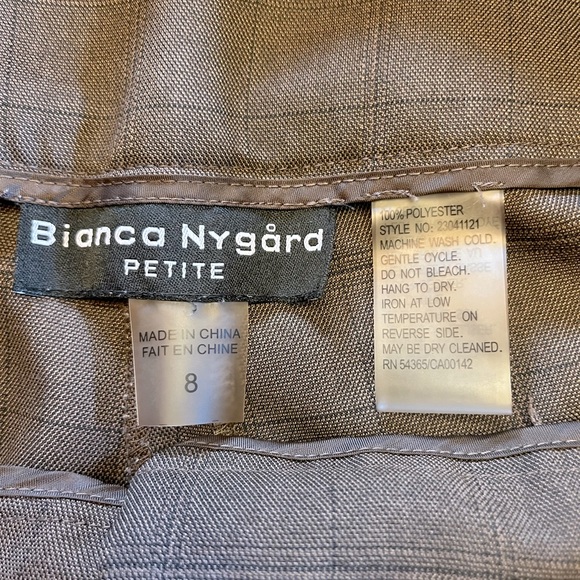 Bianca Nygård
PETITE
MADE IN CHINA
FAIT EN CHINE
8
100% POLYESTER
STYLE NO: 23041121
MACHINE WASH COLD.
GENTLE CYCLE.
DO NOT BLEACH.
HANG TO DRY.
IRON AT LOW
TEMPERATURE ON
REVERSE SIDE.
MAY BE DRY CLEANED.
RN 54365/CA00142